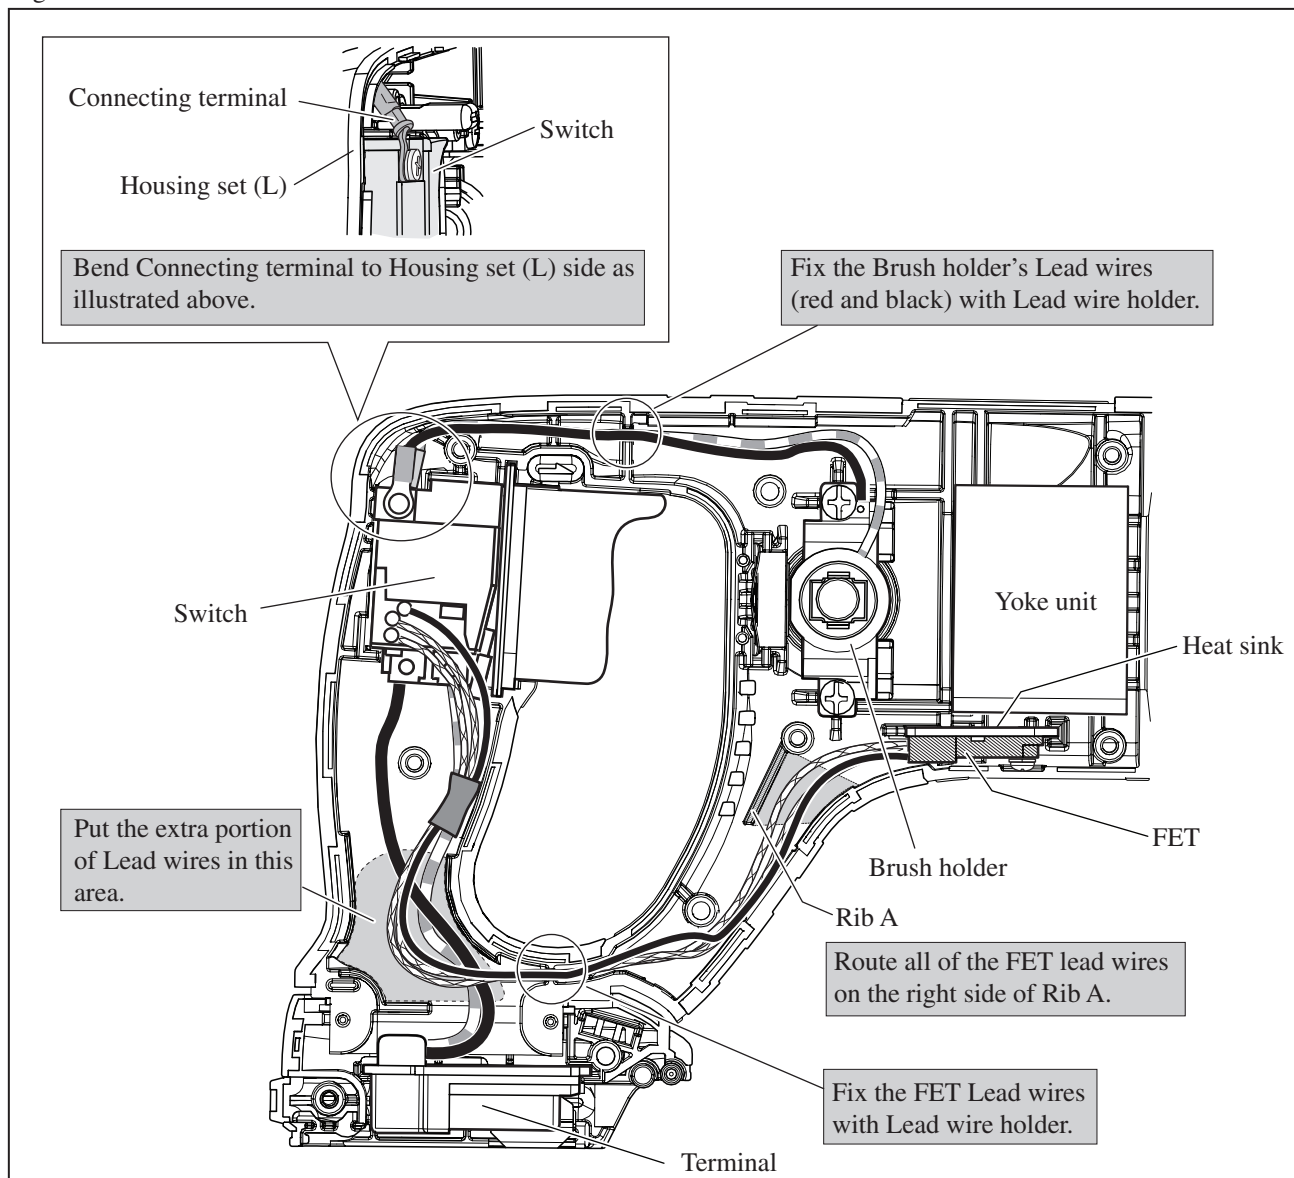 Connecting terminal
Switch
Housing set (L)
Bend Connecting terminal to Housing set (L) side as
illustrated above.
Fix the Brush holder’s Lead wires
(red and black) with Lead wire holder.
Switch
Yoke unit
Heat sink
Put the extra portion
of Lead wires in this
area.
FET
Brush holder
Rib A
Route all of the FET lead wires
on the right side of Rib A.
Fix the FET Lead wires
with Lead wire holder.
Terminal